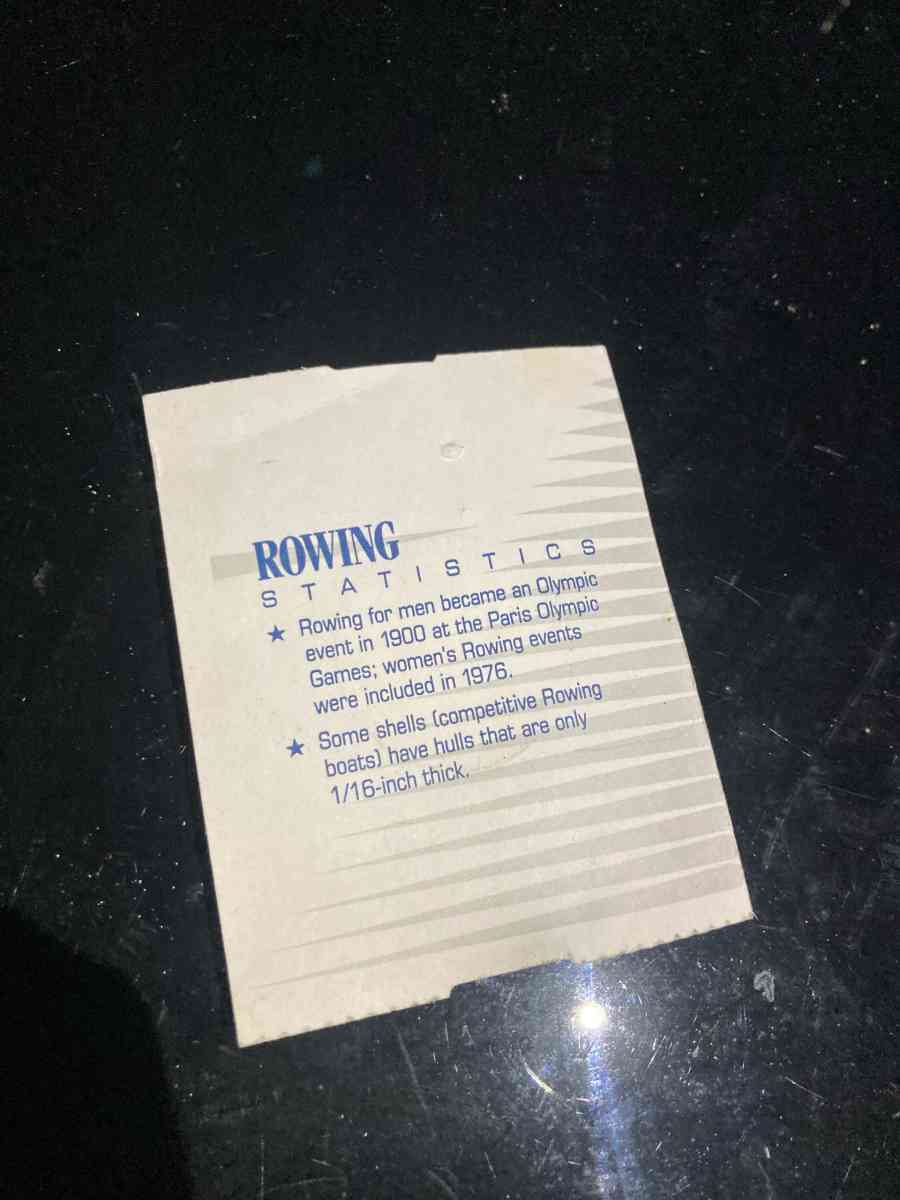 ROWING
STATISTICS
★ Rowing for men became an Olympic
event in 1900 at the Paris Olympic
Games; women's Rowing events
were included in 1976.
★ Some shells (competitive Rowing
boats) have hulls that are only
1/16-inch thick.